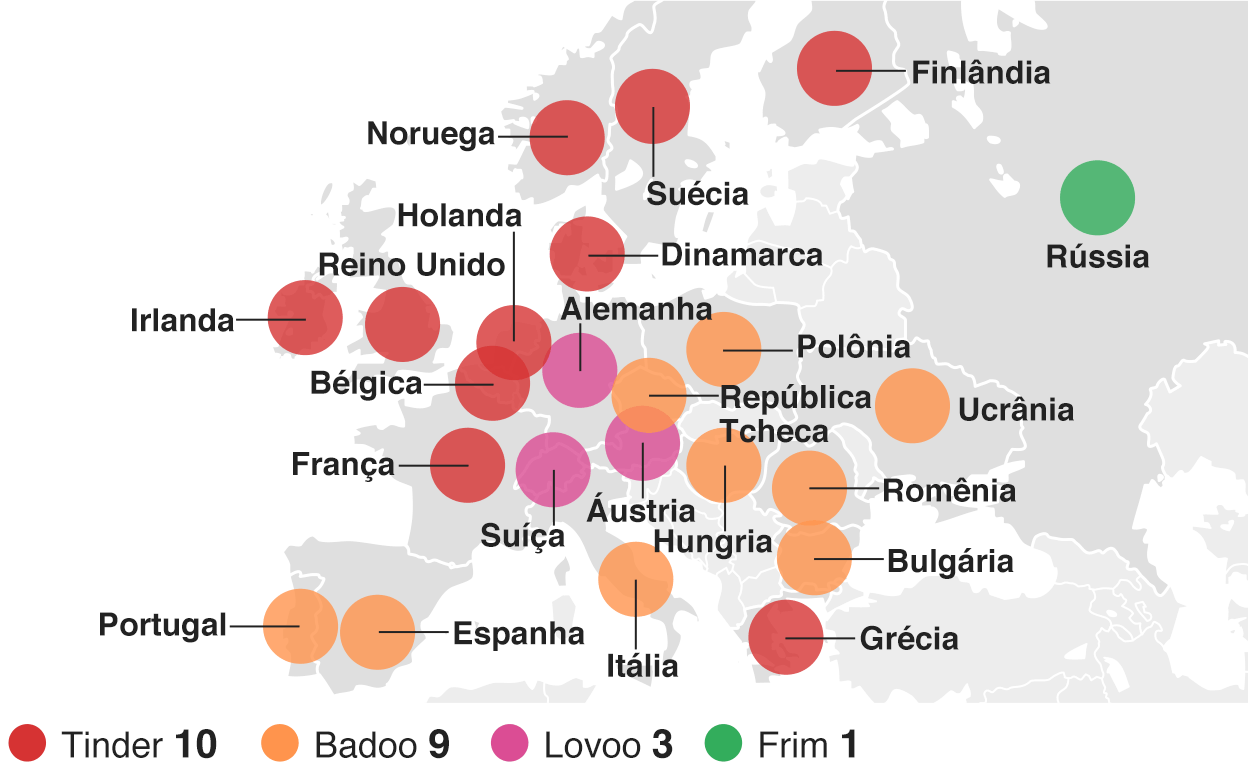 Finlândia
Noruega
Suécia
Holanda
Dinamarca
Rússia
Reino Unido
Alemanha
Irlanda
Polônia
Bélgica
República
Tcheca
Ucrânia
França
Romênia
Áustria
Suíça
Hungria
Bulgária
Portugal
Espanha
Itália
Grécia
Tinder 10
Badoo 9
Lovoo 3
Frim 1